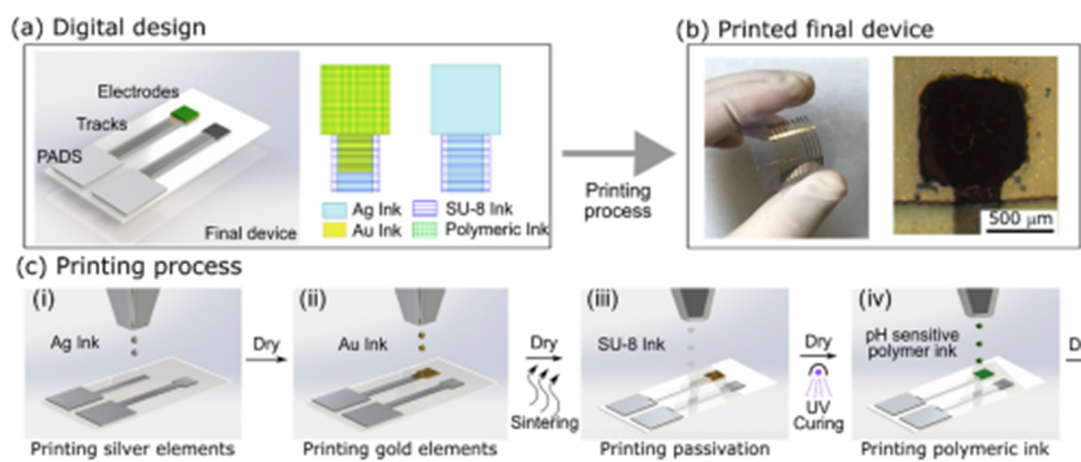 (a) Digital design
Electrodes
Tracks
PADS
Final device
Ag Ink
SU-8 Ink
Au Ink
Polymeric Ink
Printing
process
(b) Printed final device
500 μm
(c) Printing process
(i)
Ag Ink
Printing silver elements
Dry
(ii)
Au Ink
Printing gold elements
Dry
Sintering
(iii)
SU-8 Ink
Printing passivation
Dry
UV
Curing
(iv)
pH sensitive
polymer ink
Printing polymeric ink